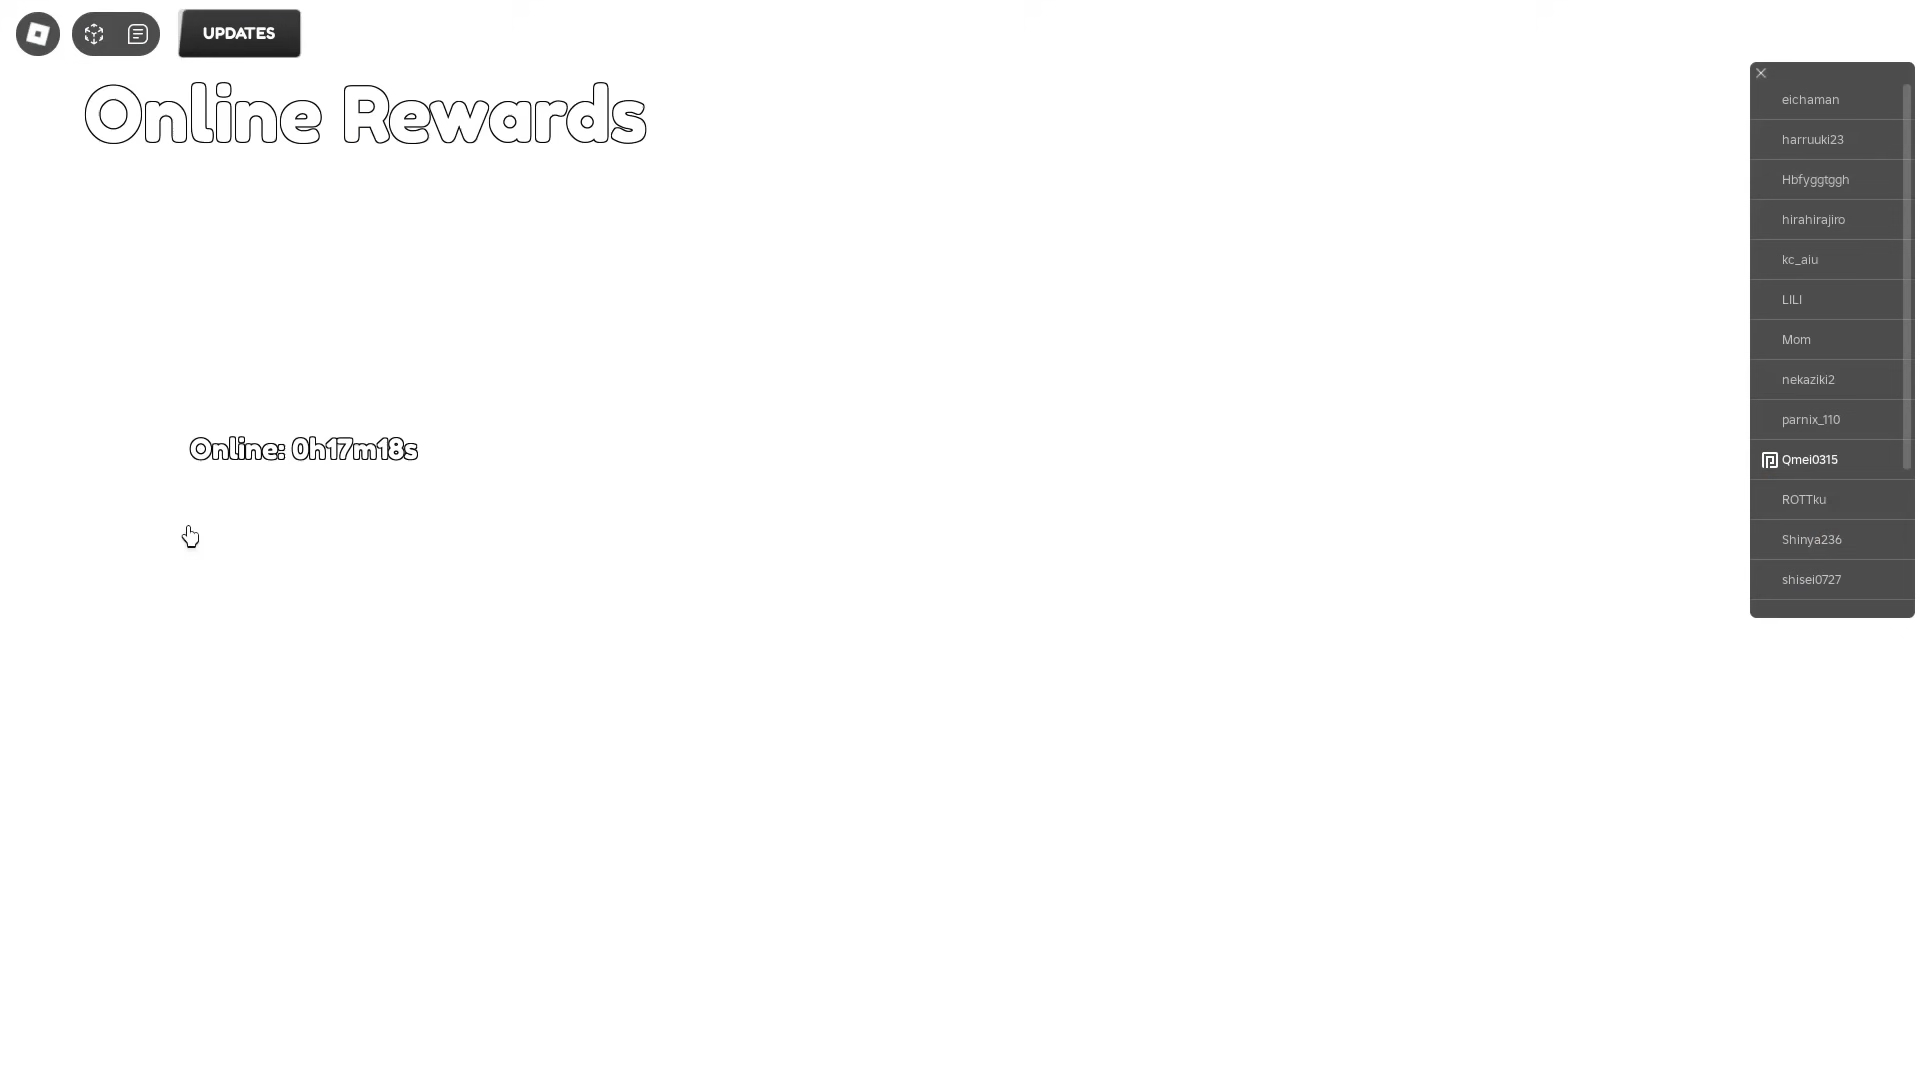 UPDATES
Online Rewards
Online: 0h17m18s
eichaman
harruuki23
Hbfyggtggh
hirahirajiro
kc_aiu
LILI
Mom
nekaziki2
parnix_110
Qmei0315
ROTTku
Shinya236
shisei0727